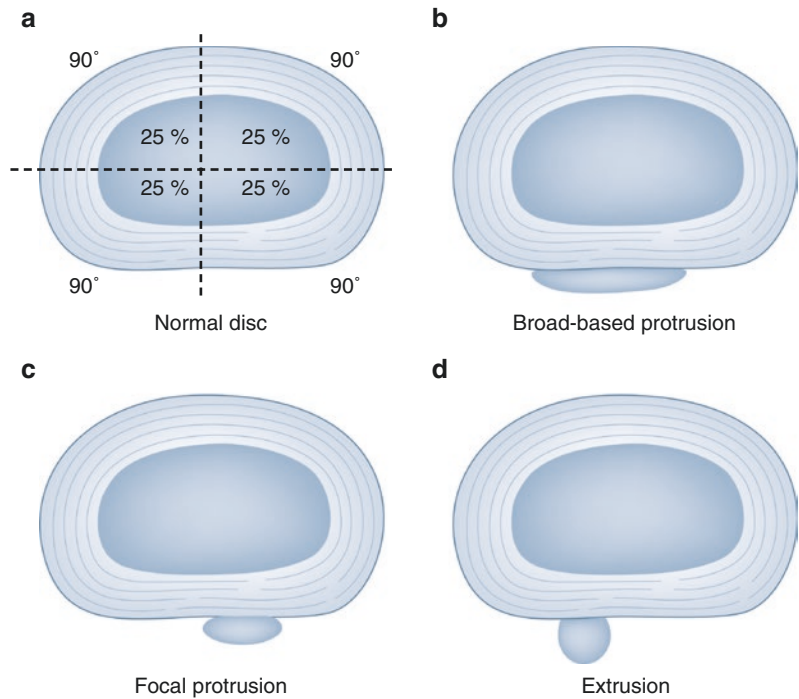 a
90°
90°
25 %
25 %
25 %
25 %
90°
90°
Normal disc
b
Broad-based protrusion
c
Focal protrusion
d
Extrusion